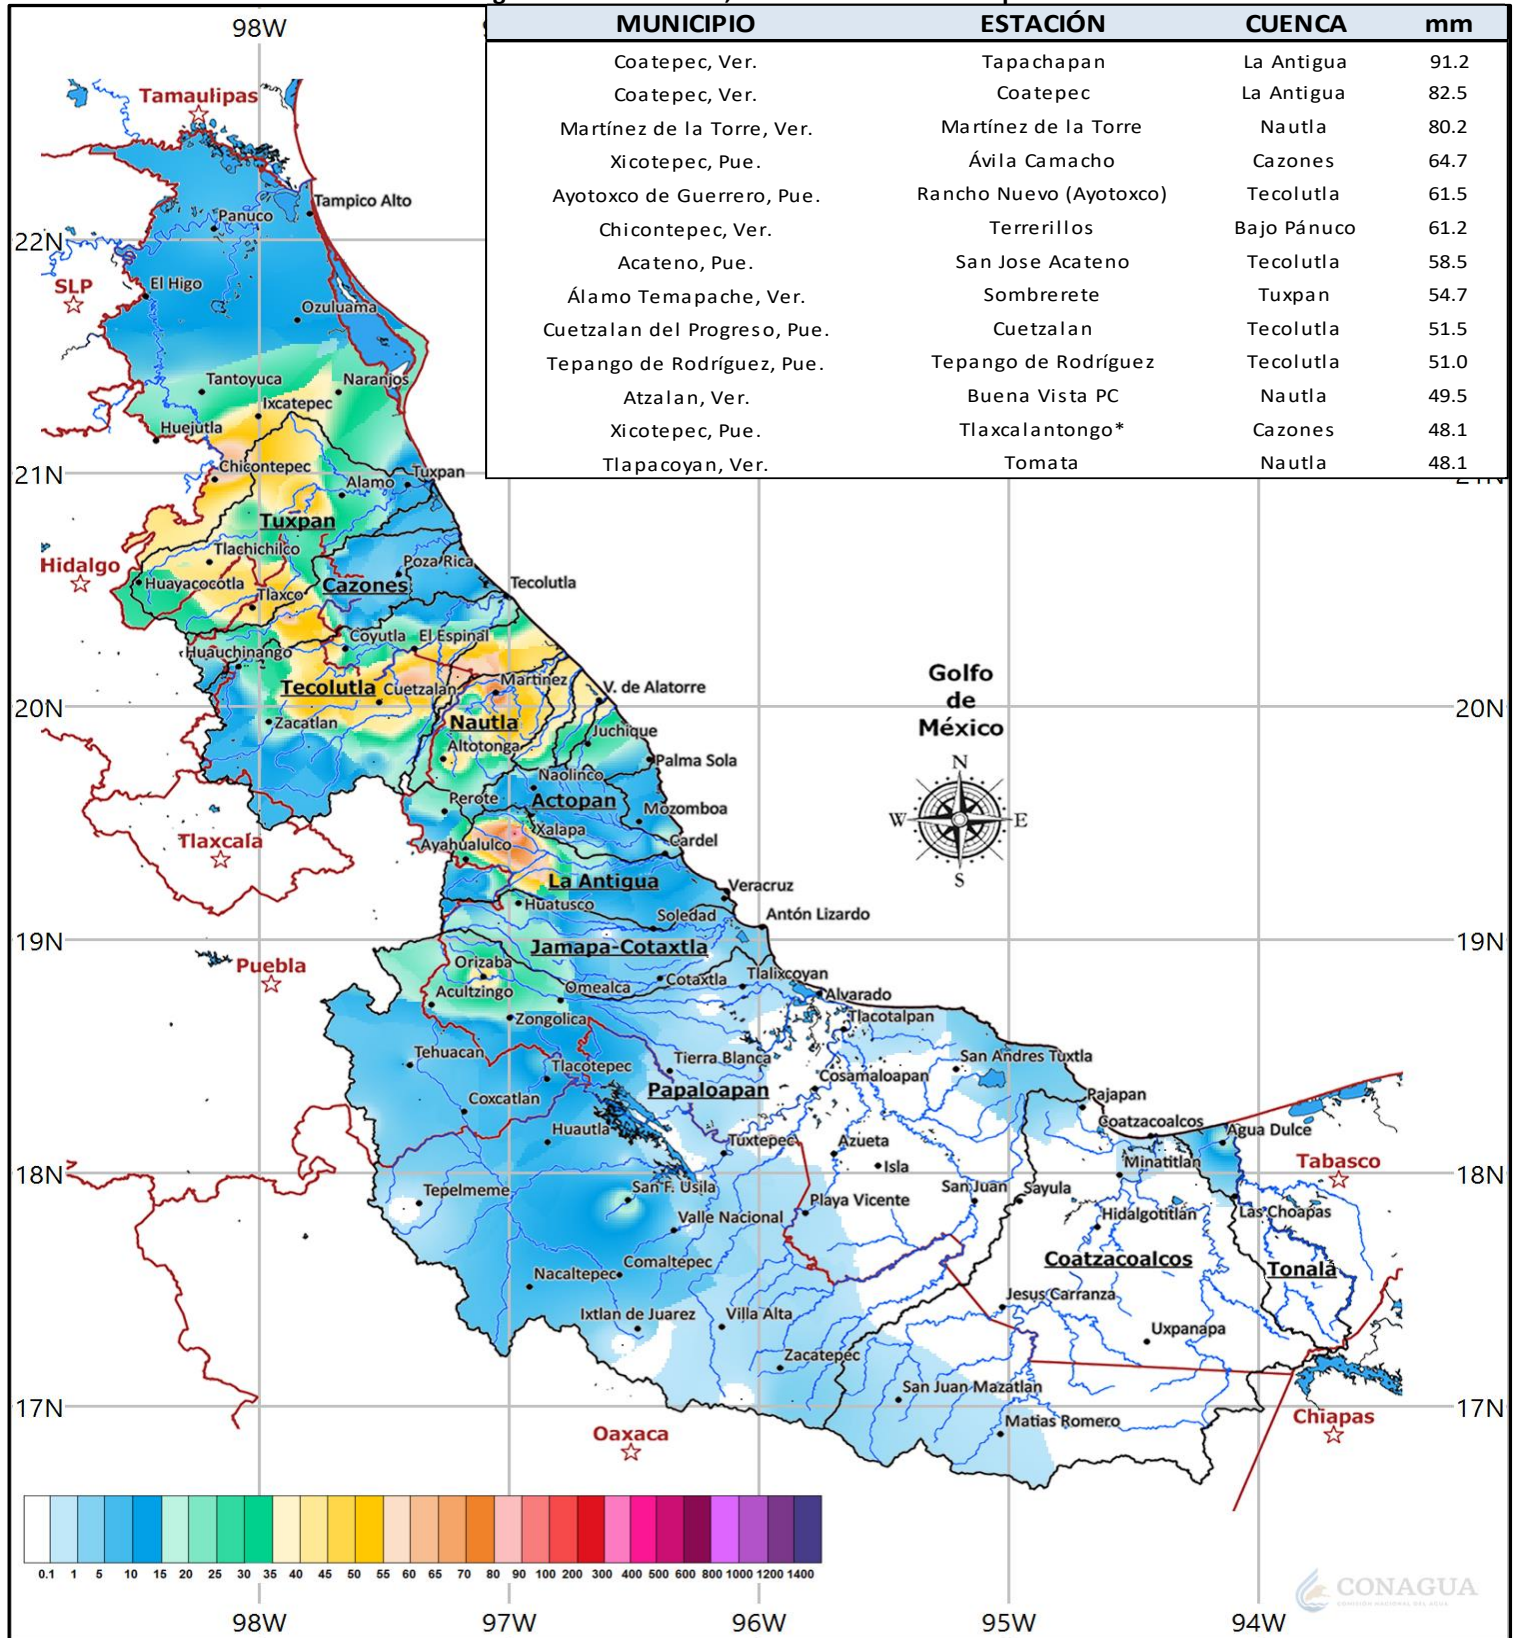 98W
MUNICIPIO ESTACIÓN CUENCA mm
Coatepec, Ver. Tapachapan La Antigua 91.2
Coatepec, Ver. Coatepec La Antigua 82.5
Martínez de la Torre, Ver. Martínez de la Torre Nautla 80.2
Xicotepec, Pue. Ávila Camacho Cazones 64.7
Ayotoxco de Guerrero, Pue. Rancho Nuevo (Ayotoxco) Tecolutla 61.5
Chicontepec, Ver. Terrerillos Bajo Pánuco 61.2
Acateno, Pue. San Jose Acateno Tecolutla 58.5
Álamo Temapache, Ver. Sombrerete Tuxpan 54.7
Cuetzalan del Progreso, Pue. Cuetzalan Tecolutla 51.5
Tepango de Rodríguez, Pue. Tepango de Rodríguez Tecolutla 51.0
Atzalan, Ver. Buena Vista PC Nautla 49.5
Xicotepec, Pue. Tlaxcalantongo* Cazones 48.1
Tlapacoyan, Ver. Tomata Nautla 48.1
Tamaulipas
Tampico Alto
Panuco
22N
El Higo
SLP
Ozuluama
Tantoyuca
Naranjos
Ixcatepec
Huejutla
Chicontepec
21N
Tuxpan
Alamo
Tuxpan
Tlachichilco
Hidalgo
Poza Rica
Huayacocotla
Cazones
Tecolutla
Tlaxco
Coyutla
El Espinal
Huauchinango
Golfo
de
México
Martinez
Tecolutla
Cuetzalan
V. de Alatorre
20N
20N
Zacatlan
Nautla
Juchique
Altotonga
Palma Sola
N
Naolinco
Perote
Actopan
Mozomboa
W
E
S
Xalapa
Tlaxcala
Ayahualulco
Cardel
La Antigua
Veracruz
Huatusco
Soledad
Antón Lizardo
19N
19N
Jamapa-Cotaxtla
Puebla
Orizaba
Cotaxtla
Tlalixcoyan
Acultzingo
Omealca
Alvarado
Zongolica
Tlacotalpan
Tehuacan
Tierra Blanca
San Andres Tuxtla
Tlacotepec
Cosamaloapan
Papaloapan
Coxcatlan
Pajapan
Coatzacoalcos
Huautla
Tuxtepec
Azueta
Agua Dulce
Isla
Minatitlan
Tabasco
18N
18N
Tepelmeme
San F. Usila
Playa Vicente
San Juan
Sayula
Valle Nacional
Hidalgotitlan
Las Choapas
Comaltepec
Coatzacoalcos
Tonalá
Nacaltepec
Jesus Carranza
Ixtlan de Juarez
Villa Alta
Uxpanapa
Zacatepec
San Juan Mazatlan
17N
17N
Matias Romero
Chiapas
Oaxaca
0.1 1 5 10 15 20 25 30 35 40 45 50 55 60 65 70 80 90 100 200 300 400 500 600 800 1000 1200 1400
CONAGUA
COMISIÓN NACIONAL DEL AGUA
98W 97W 96W 95W 94W